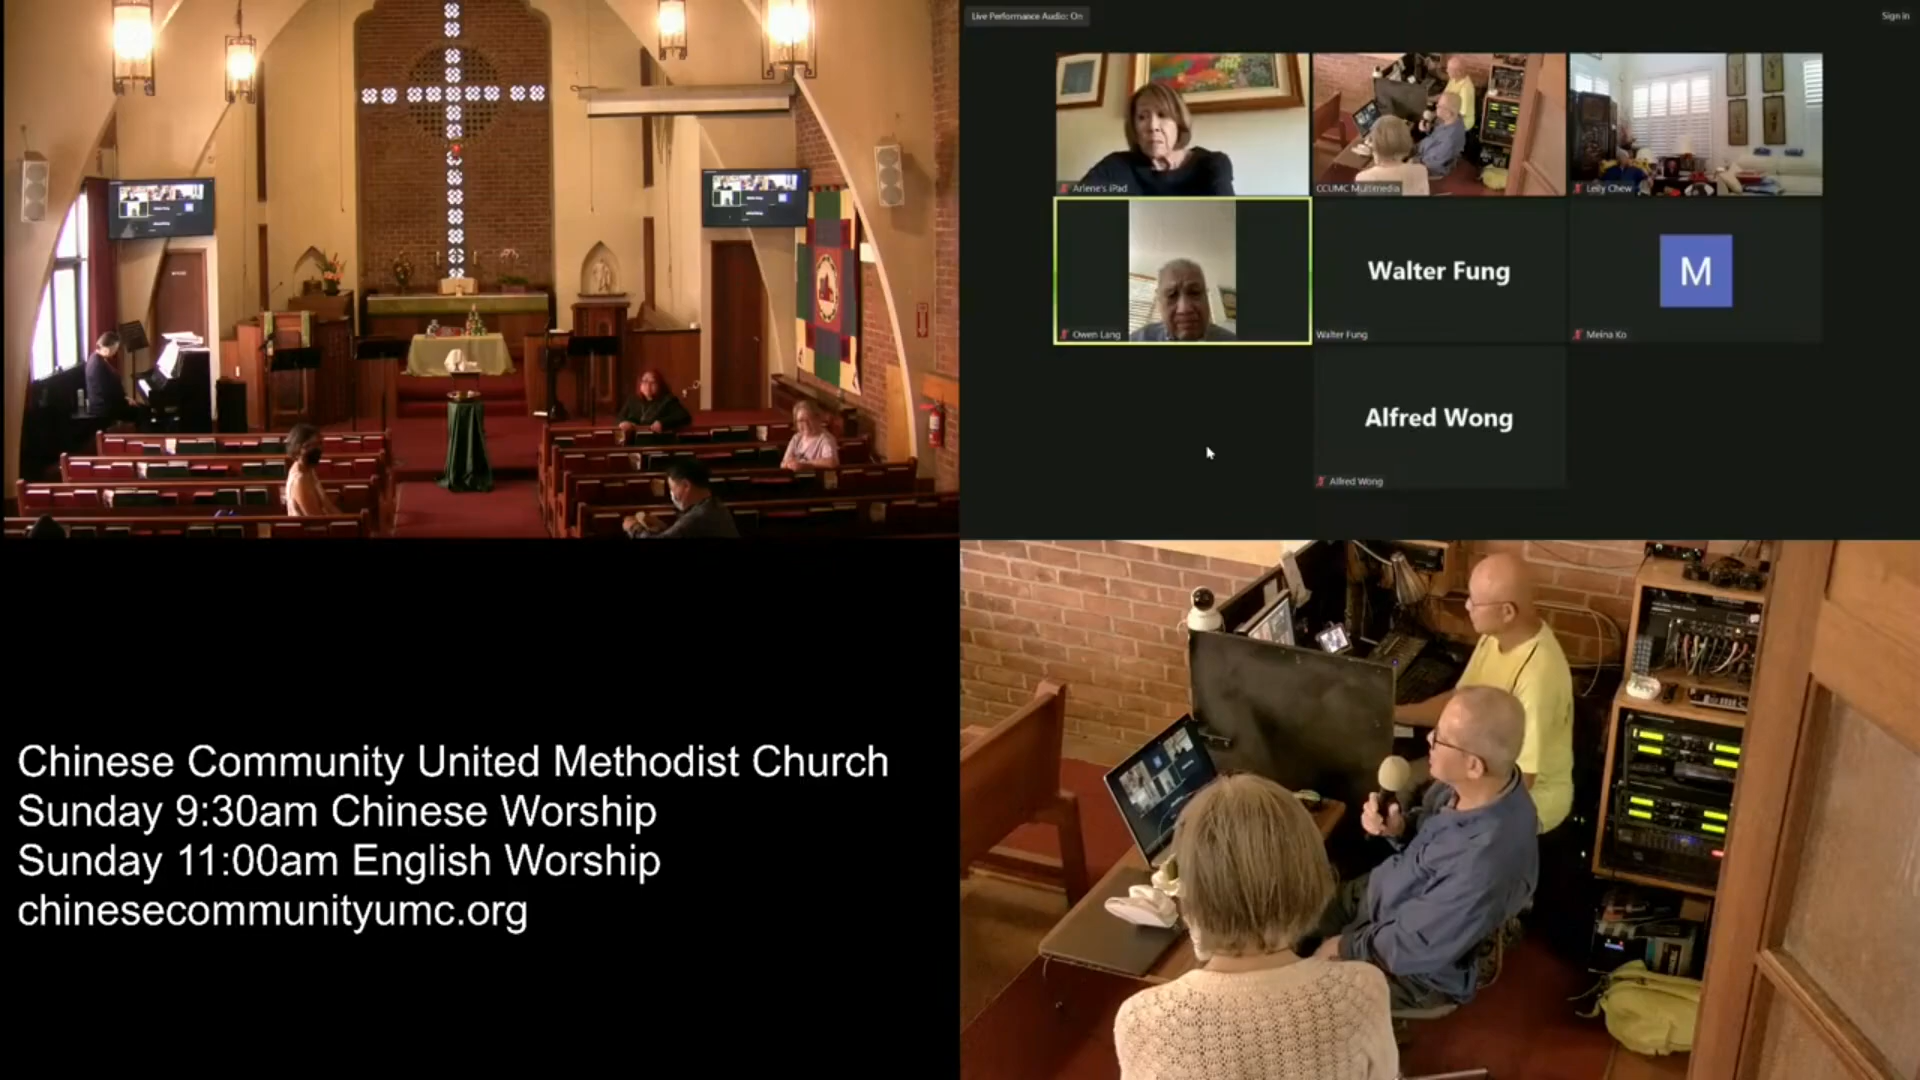 Live Performance Audio: On
Sign in
Arlene's iPad
CCUMC Multimedia
Leily Chew
Owen Lang
Walter Fung
Walter Fung
M
Meina Ko
Alfred Wong
Alfred Wong
Chinese Community United Methodist Church
Sunday 9:30am Chinese Worship
Sunday 11:00am English Worship
chinesecommunityumc.org